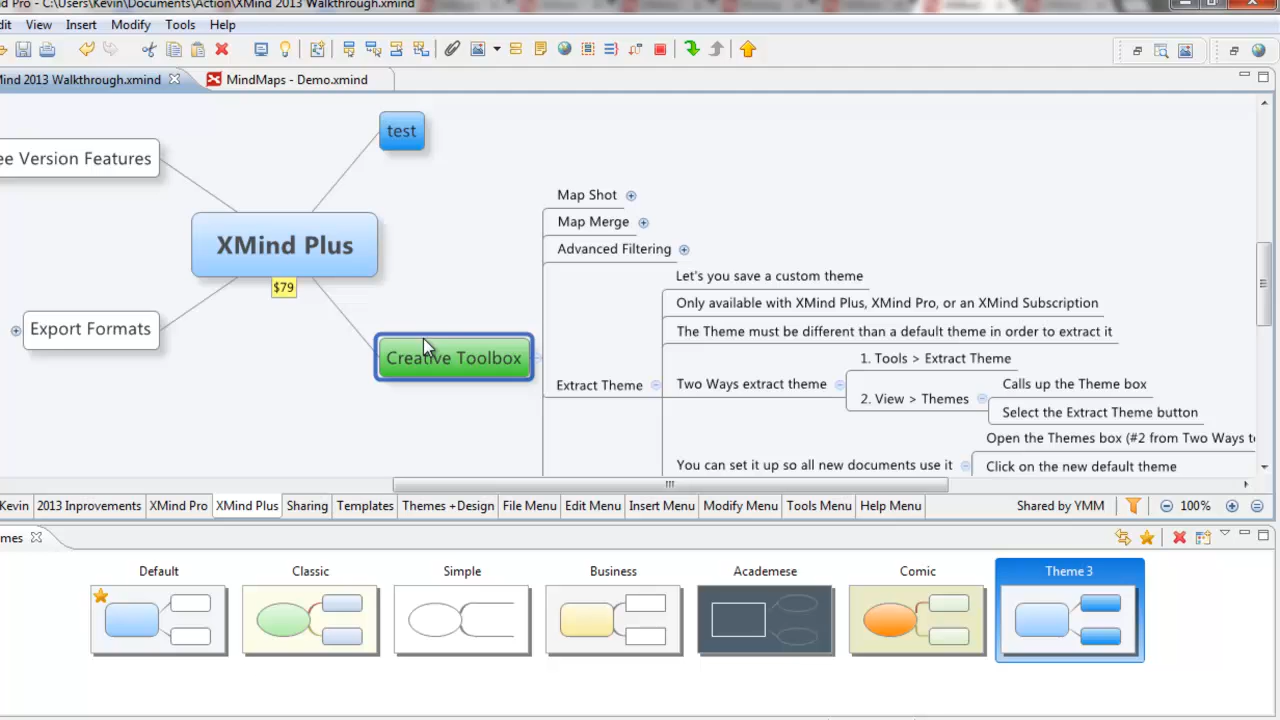 nd Pro - C:\Users\Kevin\Documents\Action\XMind 2013 Walkthrough.xmind
dit View Insert Modify Tools Help
Mind 2013 Walkthrough.xmind MindMaps - Demo.xmind
test
ee Version Features
XMind Plus
$79
Export Formats
Creative Toolbox
Map Shot
Map Merge
Advanced Filtering
Extract Theme
Let's you save a custom theme
Only available with XMind Plus, XMind Pro, or an XMind Subscription
The Theme must be different than a default theme in order to extract it
Two Ways extract theme
1. Tools > Extract Theme
2. View > Themes
Calls up the Theme box
Select the Extract Theme button
You can set it up so all new documents use it
Open the Themes box (#2 from Two Ways to
Click on the new default theme
Kevin 2013 Inprovements XMind Pro XMind Plus Sharing Templates Themes + Design File Menu Edit Menu Insert Menu Modify Menu Tools Menu Help Menu Shared by YMM 100%
mes
Default Classic Simple Business Academese Comic Theme 3